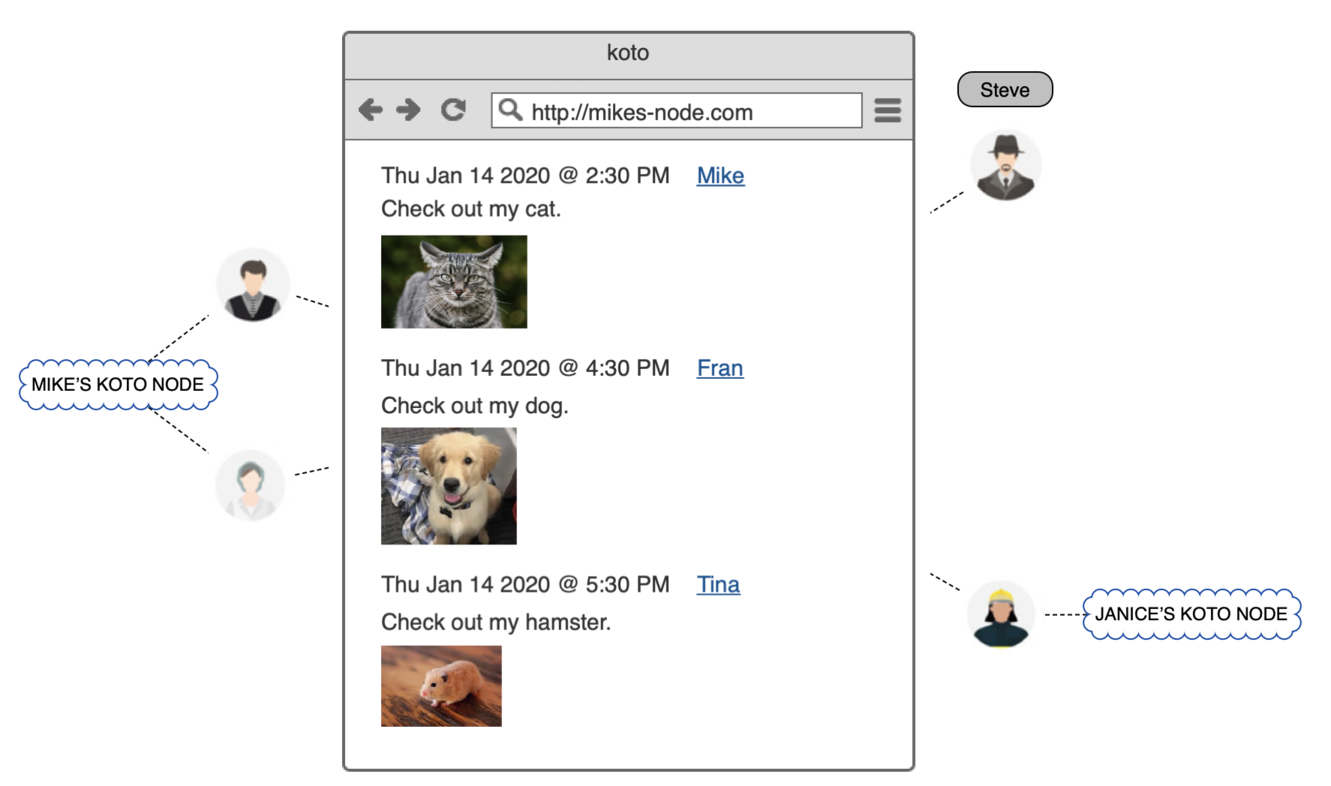 koto
http://mikes-node.com
Steve
Thu Jan 14 2020 @ 2:30 PM Mike
Check out my cat.
MIKE’S KOTO NODE
Thu Jan 14 2020 @ 4:30 PM Fran
Check out my dog.
Thu Jan 14 2020 @ 5:30 PM Tina
Check out my hamster.
JANICE’S KOTO NODE